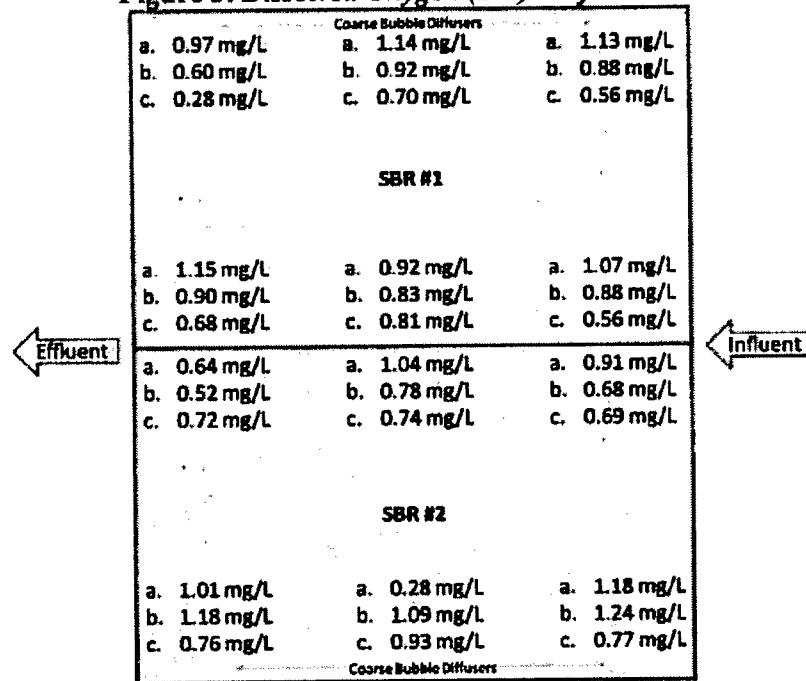 Coarse Bubble Diffusers
a. 0.97 mg/L a. 1.14 mg/L a. 1.13 mg/L
b. 0.60 mg/L b. 0.92 mg/L b. 0.88 mg/L
c. 0.28 mg/L c. 0.70 mg/L c. 0.56 mg/L
SBR #1
a. 1.15 mg/L a. 0.92 mg/L a. 1.07 mg/L
b. 0.90 mg/L b. 0.83 mg/L b. 0.88 mg/L
c. 0.68 mg/L c. 0.81 mg/L c. 0.56 mg/L
Effluent Influent
a. 0.64 mg/L a. 1.04 mg/L a. 0.91 mg/L
b. 0.52 mg/L b. 0.78 mg/L b. 0.68 mg/L
c. 0.72 mg/L c. 0.74 mg/L c. 0.69 mg/L
SBR #2
a. 1.01 mg/L a. 0.28 mg/L a. 1.18 mg/L
b. 1.18 mg/L b. 1.09 mg/L b. 1.24 mg/L
c. 0.76 mg/L c. 0.93 mg/L c. 0.77 mg/L
Coarse Bubble Diffusers